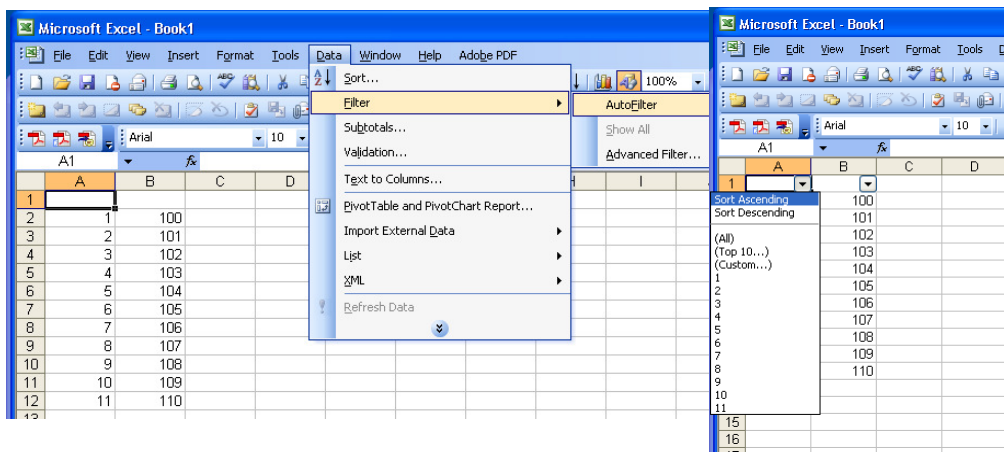 Microsoft Excel - Book1
File Edit View Insert Format Tools Data Window Help Adobe PDF
100%
Arial 10
A1 fx
A B C D H I
1
2 1 100
3 2 101
4 3 102
5 4 103
6 5 104
7 6 105
8 7 106
9 8 107
10 9 108
11 10 109
12 11 110
Sort...
Filter
Subtotals...
Validation...
Text to Columns...
PivotTable and PivotChart Report...
Import External Data
List
XML
Refresh Data
AutoFilter
Show All
Advanced Filter...
Microsoft Excel - Book1
File Edit View Insert Format Tools
Arial 10
A1 fx
A B C D
1
100
101
102
103
104
105
106
107
108
109
110
Sort Ascending
Sort Descending
(All)
(Top 10...)
(Custom...)
1
2
3
4
5
6
7
8
9
10
11
15
16